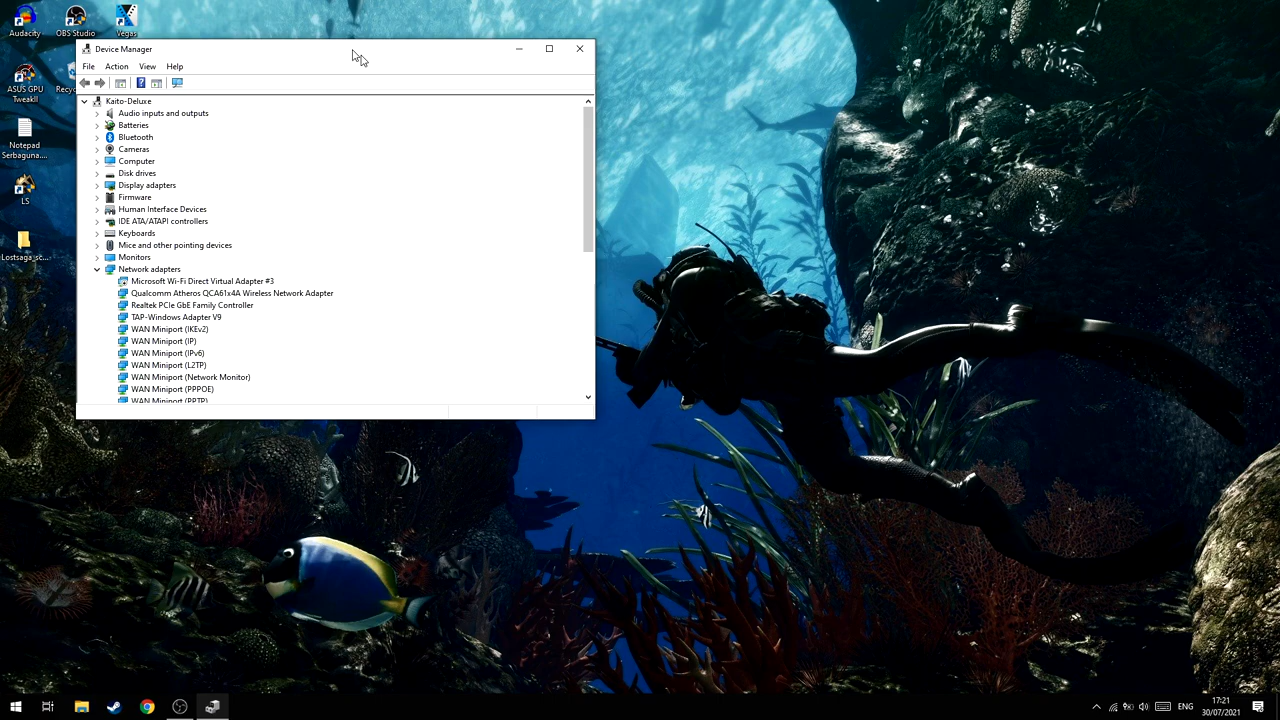 Audacity
OBS Studio
Vegas
ASUS GPU
TweakII
Recyc
Notepad
Serbaguna....
LS
Lostsaga_sc...
Device Manager
File Action View Help
Kaito-Deluxe
Audio inputs and outputs
Batteries
Bluetooth
Cameras
Computer
Disk drives
Display adapters
Firmware
Human Interface Devices
IDE ATA/ATAPI controllers
Keyboards
Mice and other pointing devices
Monitors
Network adapters
Microsoft Wi-Fi Direct Virtual Adapter #3
Qualcomm Atheros QCA61x4A Wireless Network Adapter
Realtek PCIe GbE Family Controller
TAP-Windows Adapter V9
WAN Miniport (IKEv2)
WAN Miniport (IP)
WAN Miniport (IPv6)
WAN Miniport (L2TP)
WAN Miniport (Network Monitor)
WAN Miniport (PPPOE)
WAN Miniport (PPTP)
ENG
17:21
30/07/2021